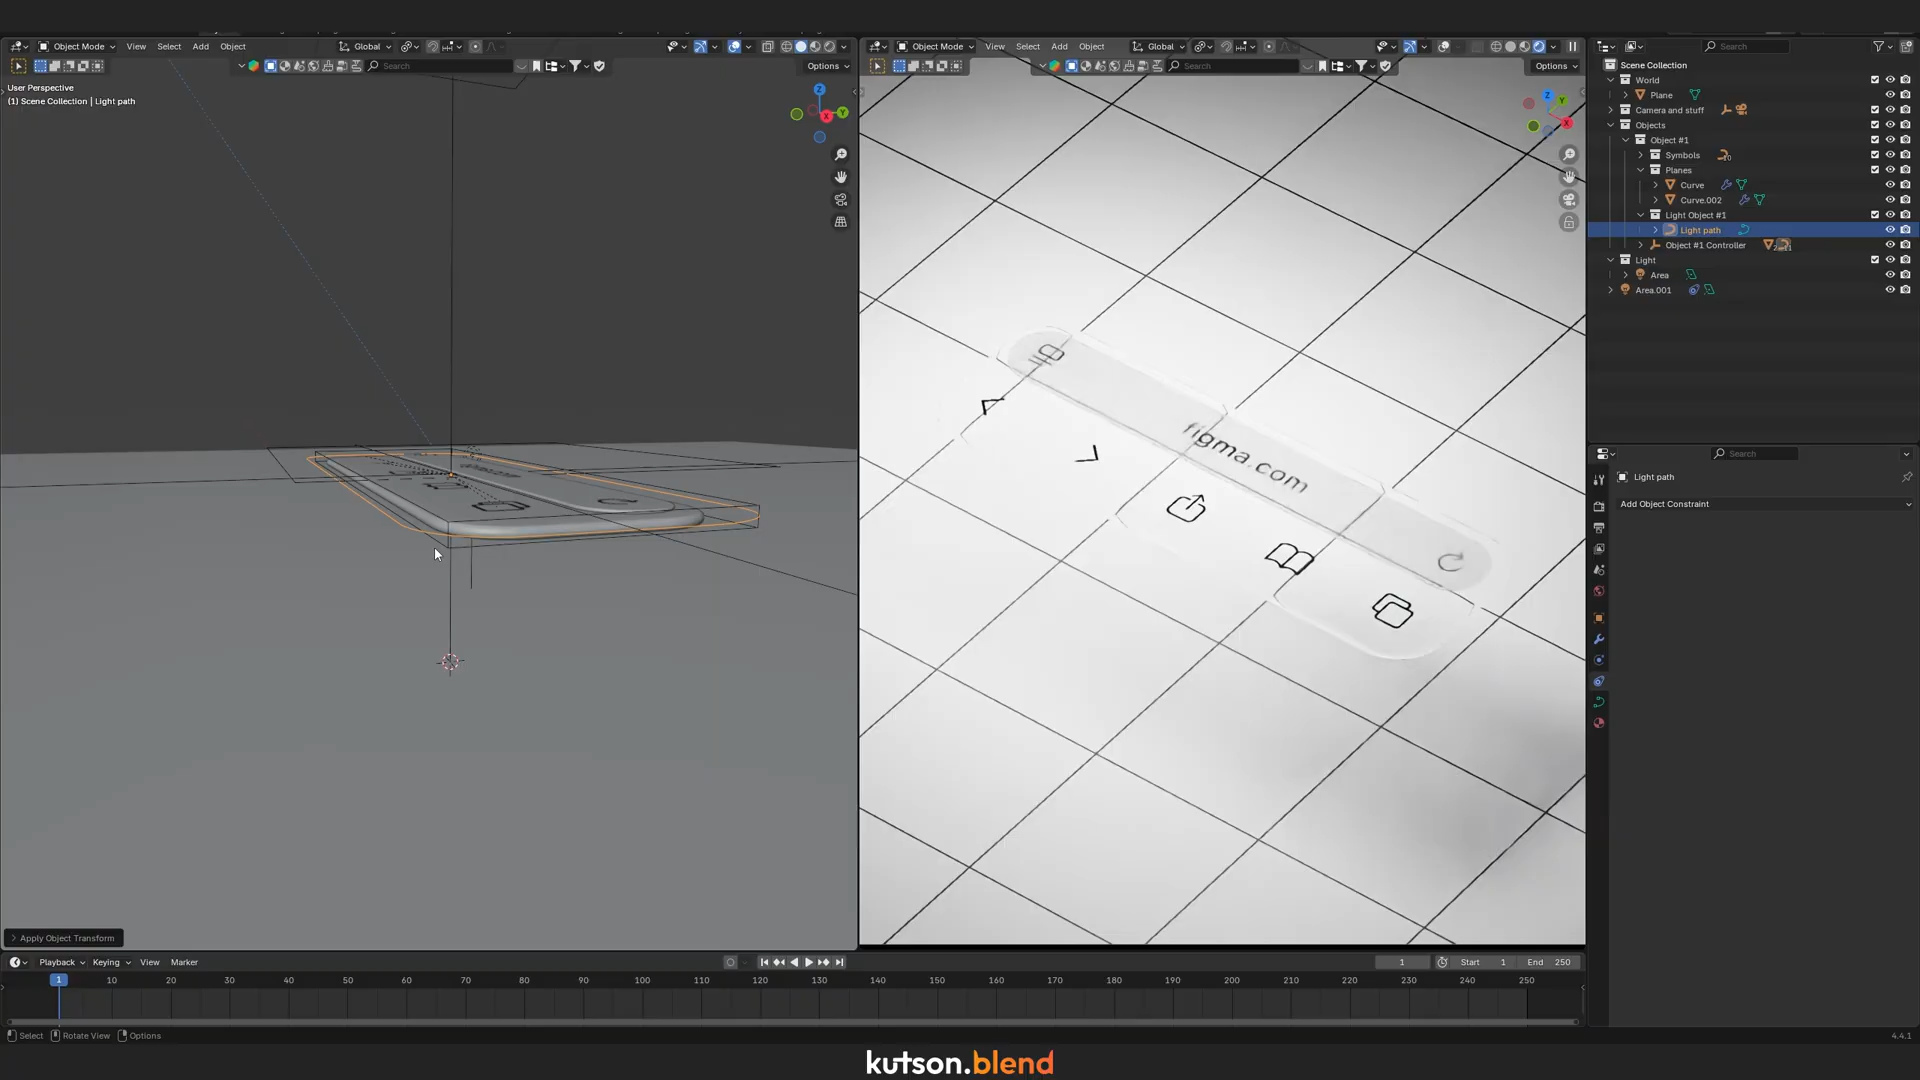 Object Mode View Select Add Object Global
Search Options
User Perspective
(1) Scene Collection | Light path
Z
Y
X
Apply Object Transform
Object Mode View Select Add Object Global
Search Options
Z
Y
X
figma.com
Search
Scene Collection
World
Plane
Camera and stuff
Objects
Object #1
Symbols
10
Planes
Curve
Curve.002
Light Object #1
Light path
Object #1 Controller
Light
Area
Area.001
Search
Light path
Add Object Constraint
Playback Keying View Marker
1 Start 1 End 250
1 10 20 30 40 50 60 70 80 90 100 110 120 130 140 150 160 170 180 190 200 210 220 230 240 250
Select Rotate View Options
4.4.1
kutson.blend